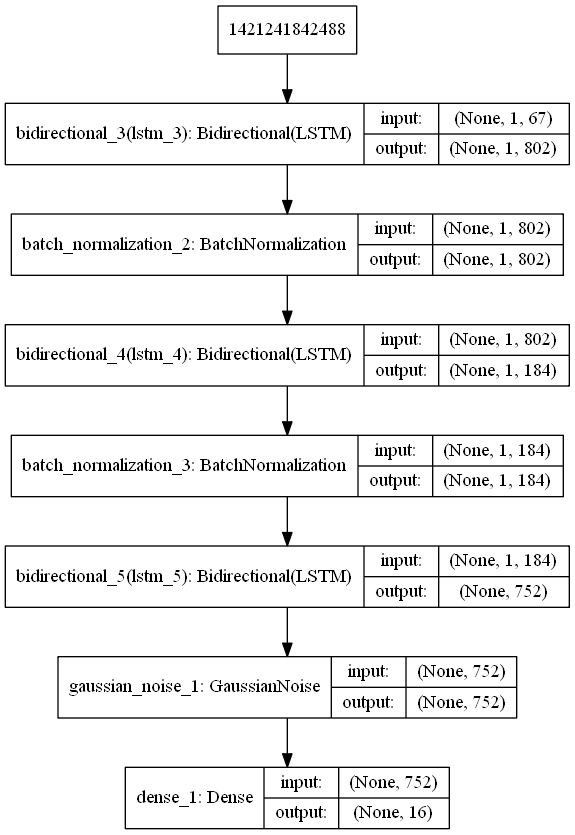 1421241842488
bidirectional_3(lstm_3): Bidirectional(LSTM)
input: (None, 1, 67)
output: (None, 1, 802)
batch_normalization_2: BatchNormalization
input: (None, 1, 802)
output: (None, 1, 802)
bidirectional_4(lstm_4): Bidirectional(LSTM)
input: (None, 1, 802)
output: (None, 1, 184)
batch_normalization_3: BatchNormalization
input: (None, 1, 184)
output: (None, 1, 184)
bidirectional_5(lstm_5): Bidirectional(LSTM)
input: (None, 1, 184)
output: (None, 752)
gaussian_noise_1: GaussianNoise
input: (None, 752)
output: (None, 752)
dense_1: Dense
input: (None, 752)
output: (None, 16)